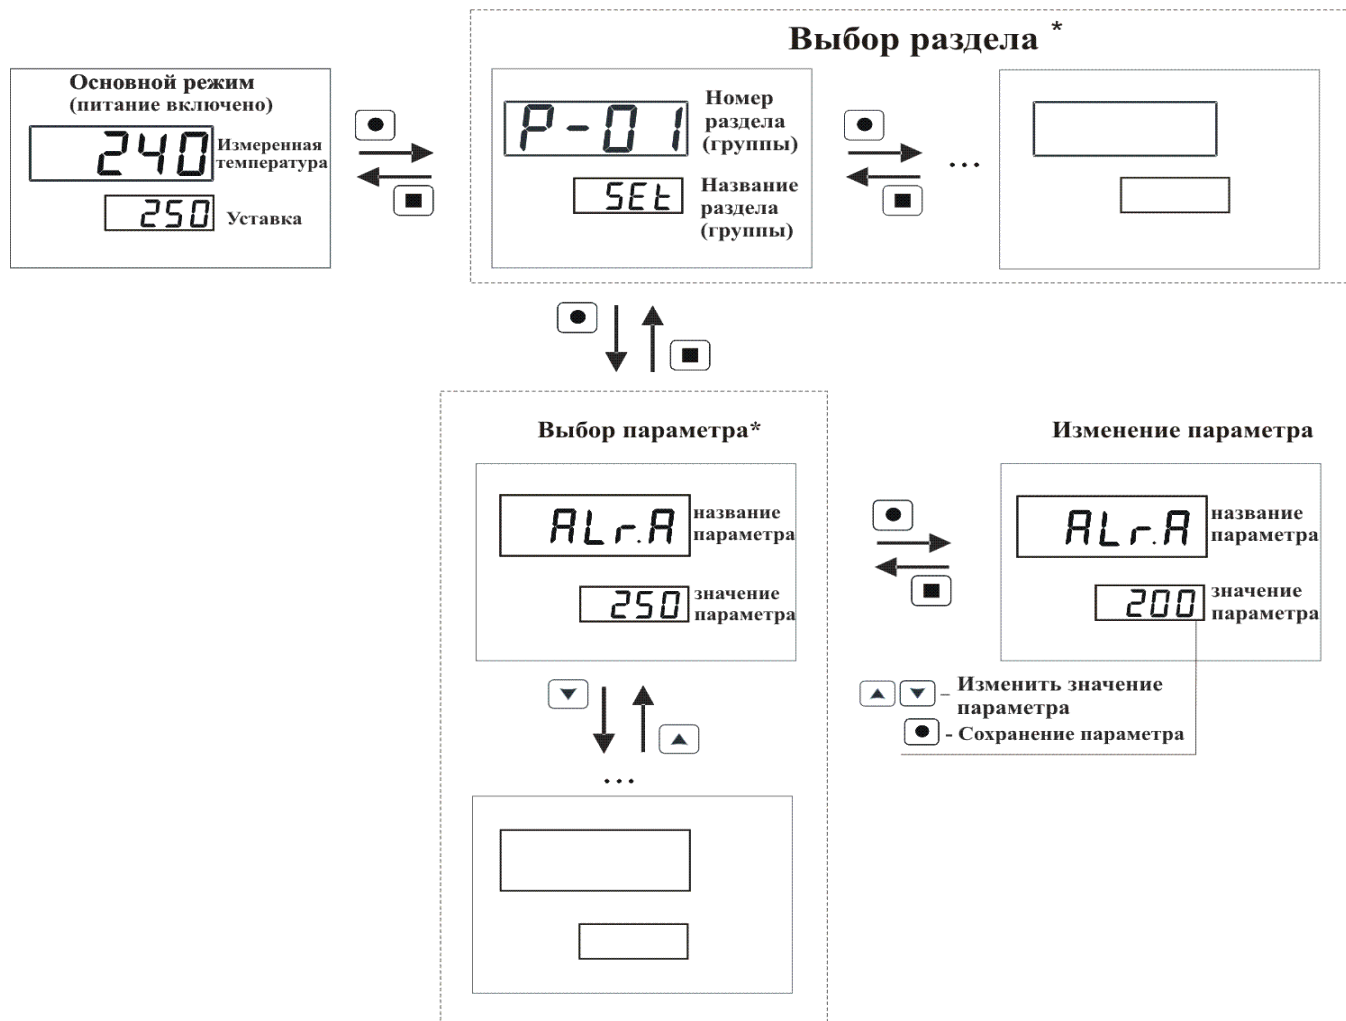 Выбор раздела *
Основной режим
(питание включено)
240
Измеренная
температура
250
Уставка
P-01
Номер
раздела
(группы)
SEt
Название
раздела
(группы)
...
Выбор параметра*
ALr.A
название
параметра
250
значение
параметра
...
Изменение параметра
ALr.A
название
параметра
200
значение
параметра
– Изменить значение
параметра
- Сохранение параметра